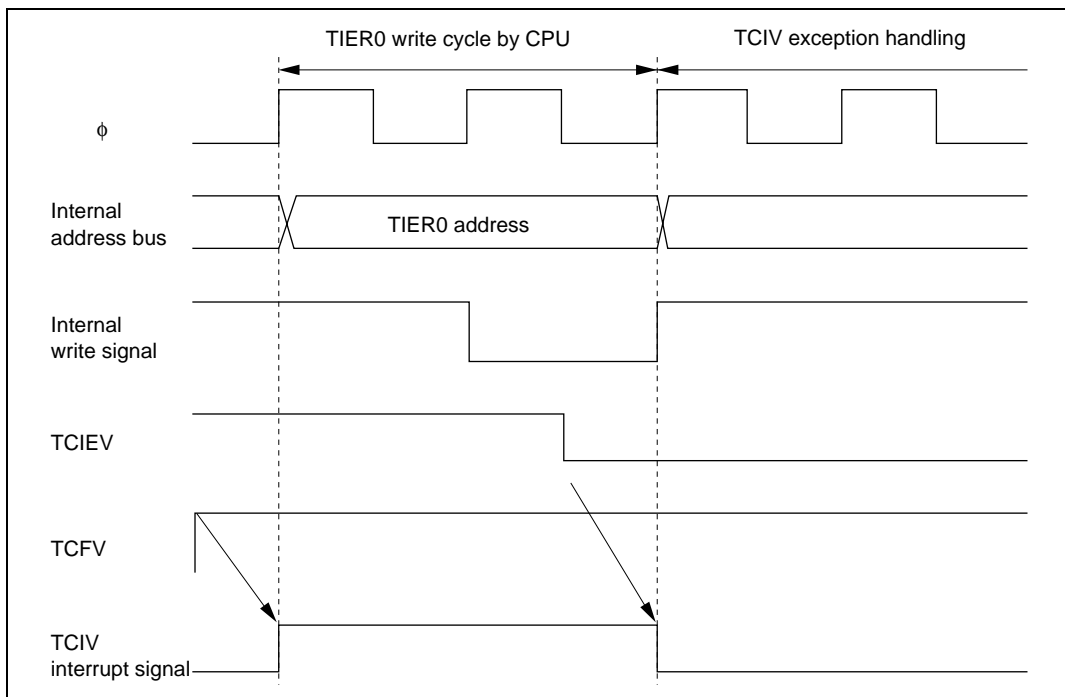 TIER0 write cycle by CPU
TCIV exception handling
ϕ
Internal
address bus
TIER0 address
Internal
write signal
TCIEV
TCFV
TCIV
interrupt signal